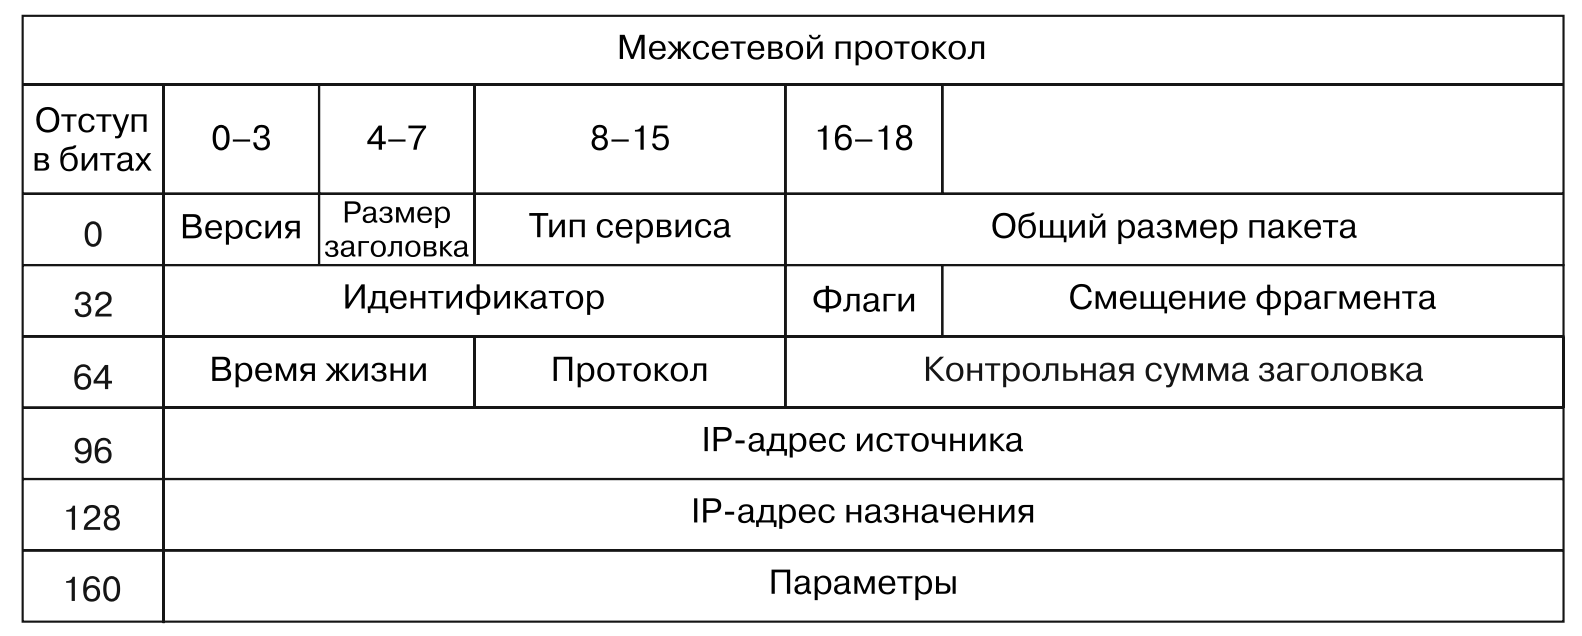 Межсетевой протокол
Отступ
в битах
0–3
4–7
8–15
16–18
0
Версия
Размер
заголовка
Тип сервиса
Общий размер пакета
32
Идентификатор
Флаги
Смещение фрагмента
64
Время жизни
Протокол
Контрольная сумма заголовка
96
IP-адрес источника
128
IP-адрес назначения
160
Параметры